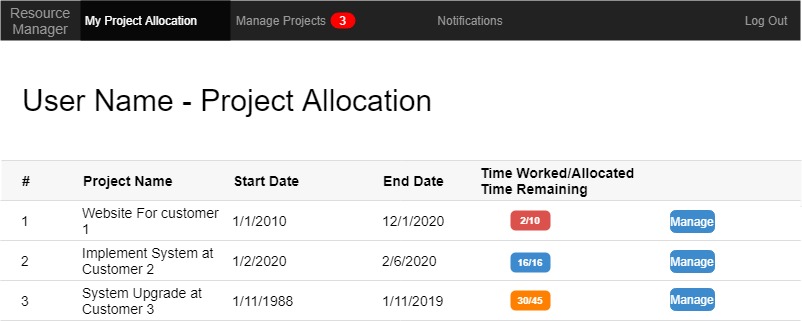 Resource
Manager
My Project Allocation
Manage Projects 3
Notifications
Log Out
User Name - Project Allocation
# Project Name Start Date End Date Time Worked/Allocated
Time Remaining
1 Website For customer
1 1/1/2010 12/1/2020 2/10 Manage
2 Implement System at
Customer 2 1/2/2020 2/6/2020 16/16 Manage
3 System Upgrade at
Customer 3 1/11/1988 1/11/2019 30/45 Manage